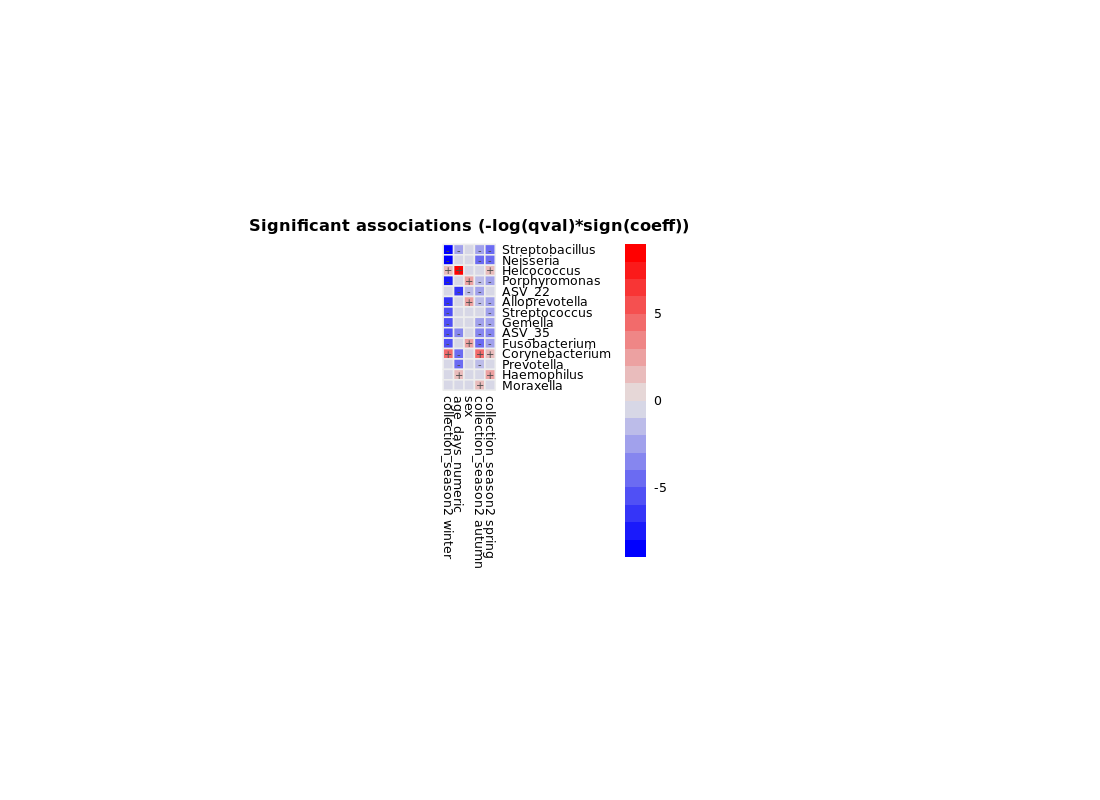 Significant associations (-log(qval)*sign(coeff))
Streptobacillus
Neisseria
Helcococcus
Porphyromonas
ASV_22
Alloprevotella
Streptococcus
Gemella
ASV_35
Fusobacterium
Corynebacterium
Prevotella
Haemophilus
Moraxella
collection_season2 winter
age_days_numeric
sex
collection_season2 autumn
collection_season2 spring
5
0
-5